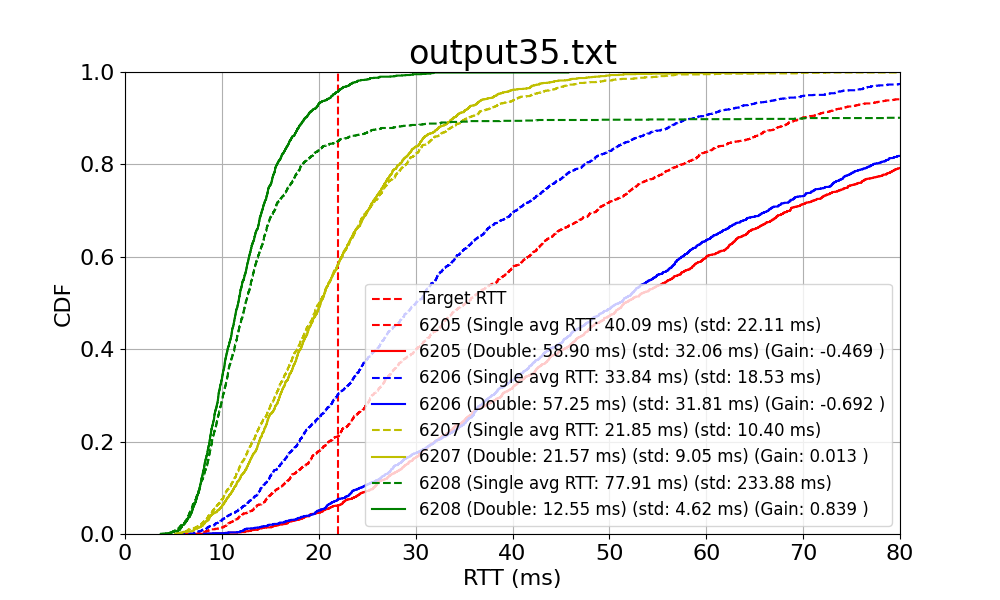 output35.txt
1.0
0.8
0.6
0.4
0.2
0.0
CDF
Target RTT
6205 (Single avg RTT: 40.09 ms) (std: 22.11 ms)
6205 (Double: 58.90 ms) (std: 32.06 ms) (Gain: -0.469 )
6206 (Single avg RTT: 33.84 ms) (std: 18.53 ms)
6206 (Double: 57.25 ms) (std: 31.81 ms) (Gain: -0.692 )
6207 (Single avg RTT: 21.85 ms) (std: 10.40 ms)
6207 (Double: 21.57 ms) (std: 9.05 ms) (Gain: 0.013 )
6208 (Single avg RTT: 77.91 ms) (std: 233.88 ms)
6208 (Double: 12.55 ms) (std: 4.62 ms) (Gain: 0.839 )
0 10 20 30 40 50 60 70 80
RTT (ms)